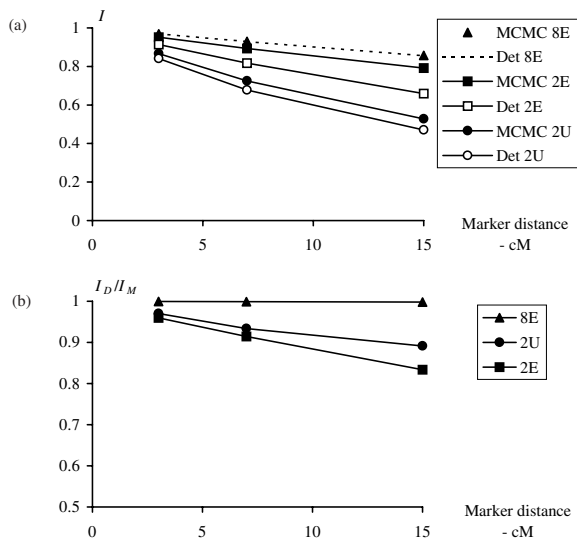 (a)
I
1
0.8
0.6
0.4
0.2
0
0 5 10 15
Marker distance
- cM
MCMC 8E
Det 8E
MCMC 2E
Det 2E
MCMC 2U
Det 2U
(b)
I D / I M
1
0.9
0.8
0.7
0.6
0.5
0 5 10 15
Marker distance
- cM
8E
2U
2E